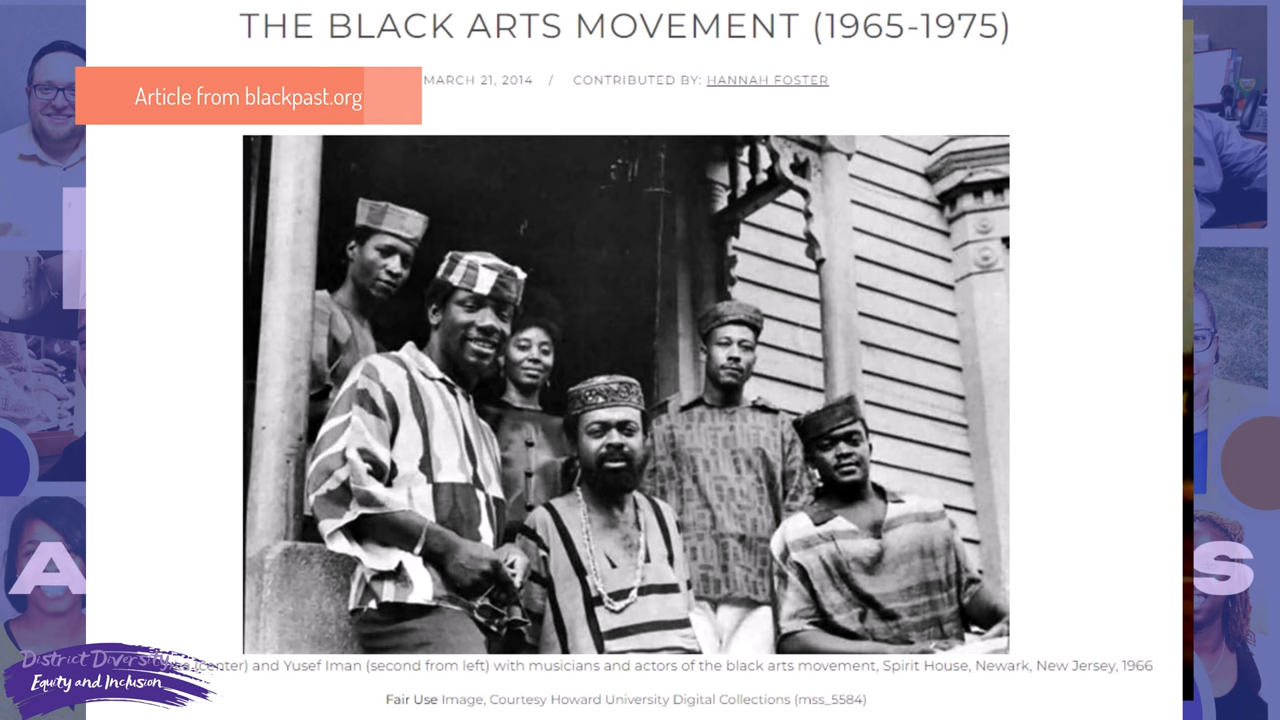 THE BLACK ARTS MOVEMENT (1965-1975)
MARCH 21, 2014 / CONTRIBUTED BY: HANNAH FOSTER
Article from blackpast.org
(center) and Yusef Iman (second from left) with musicians and actors of the black arts movement, Spirit House, Newark, New Jersey, 1966
Fair Use Image, Courtesy Howard University Digital Collections (mss_5584)
District Diversity
Equity and Inclusion
A
S